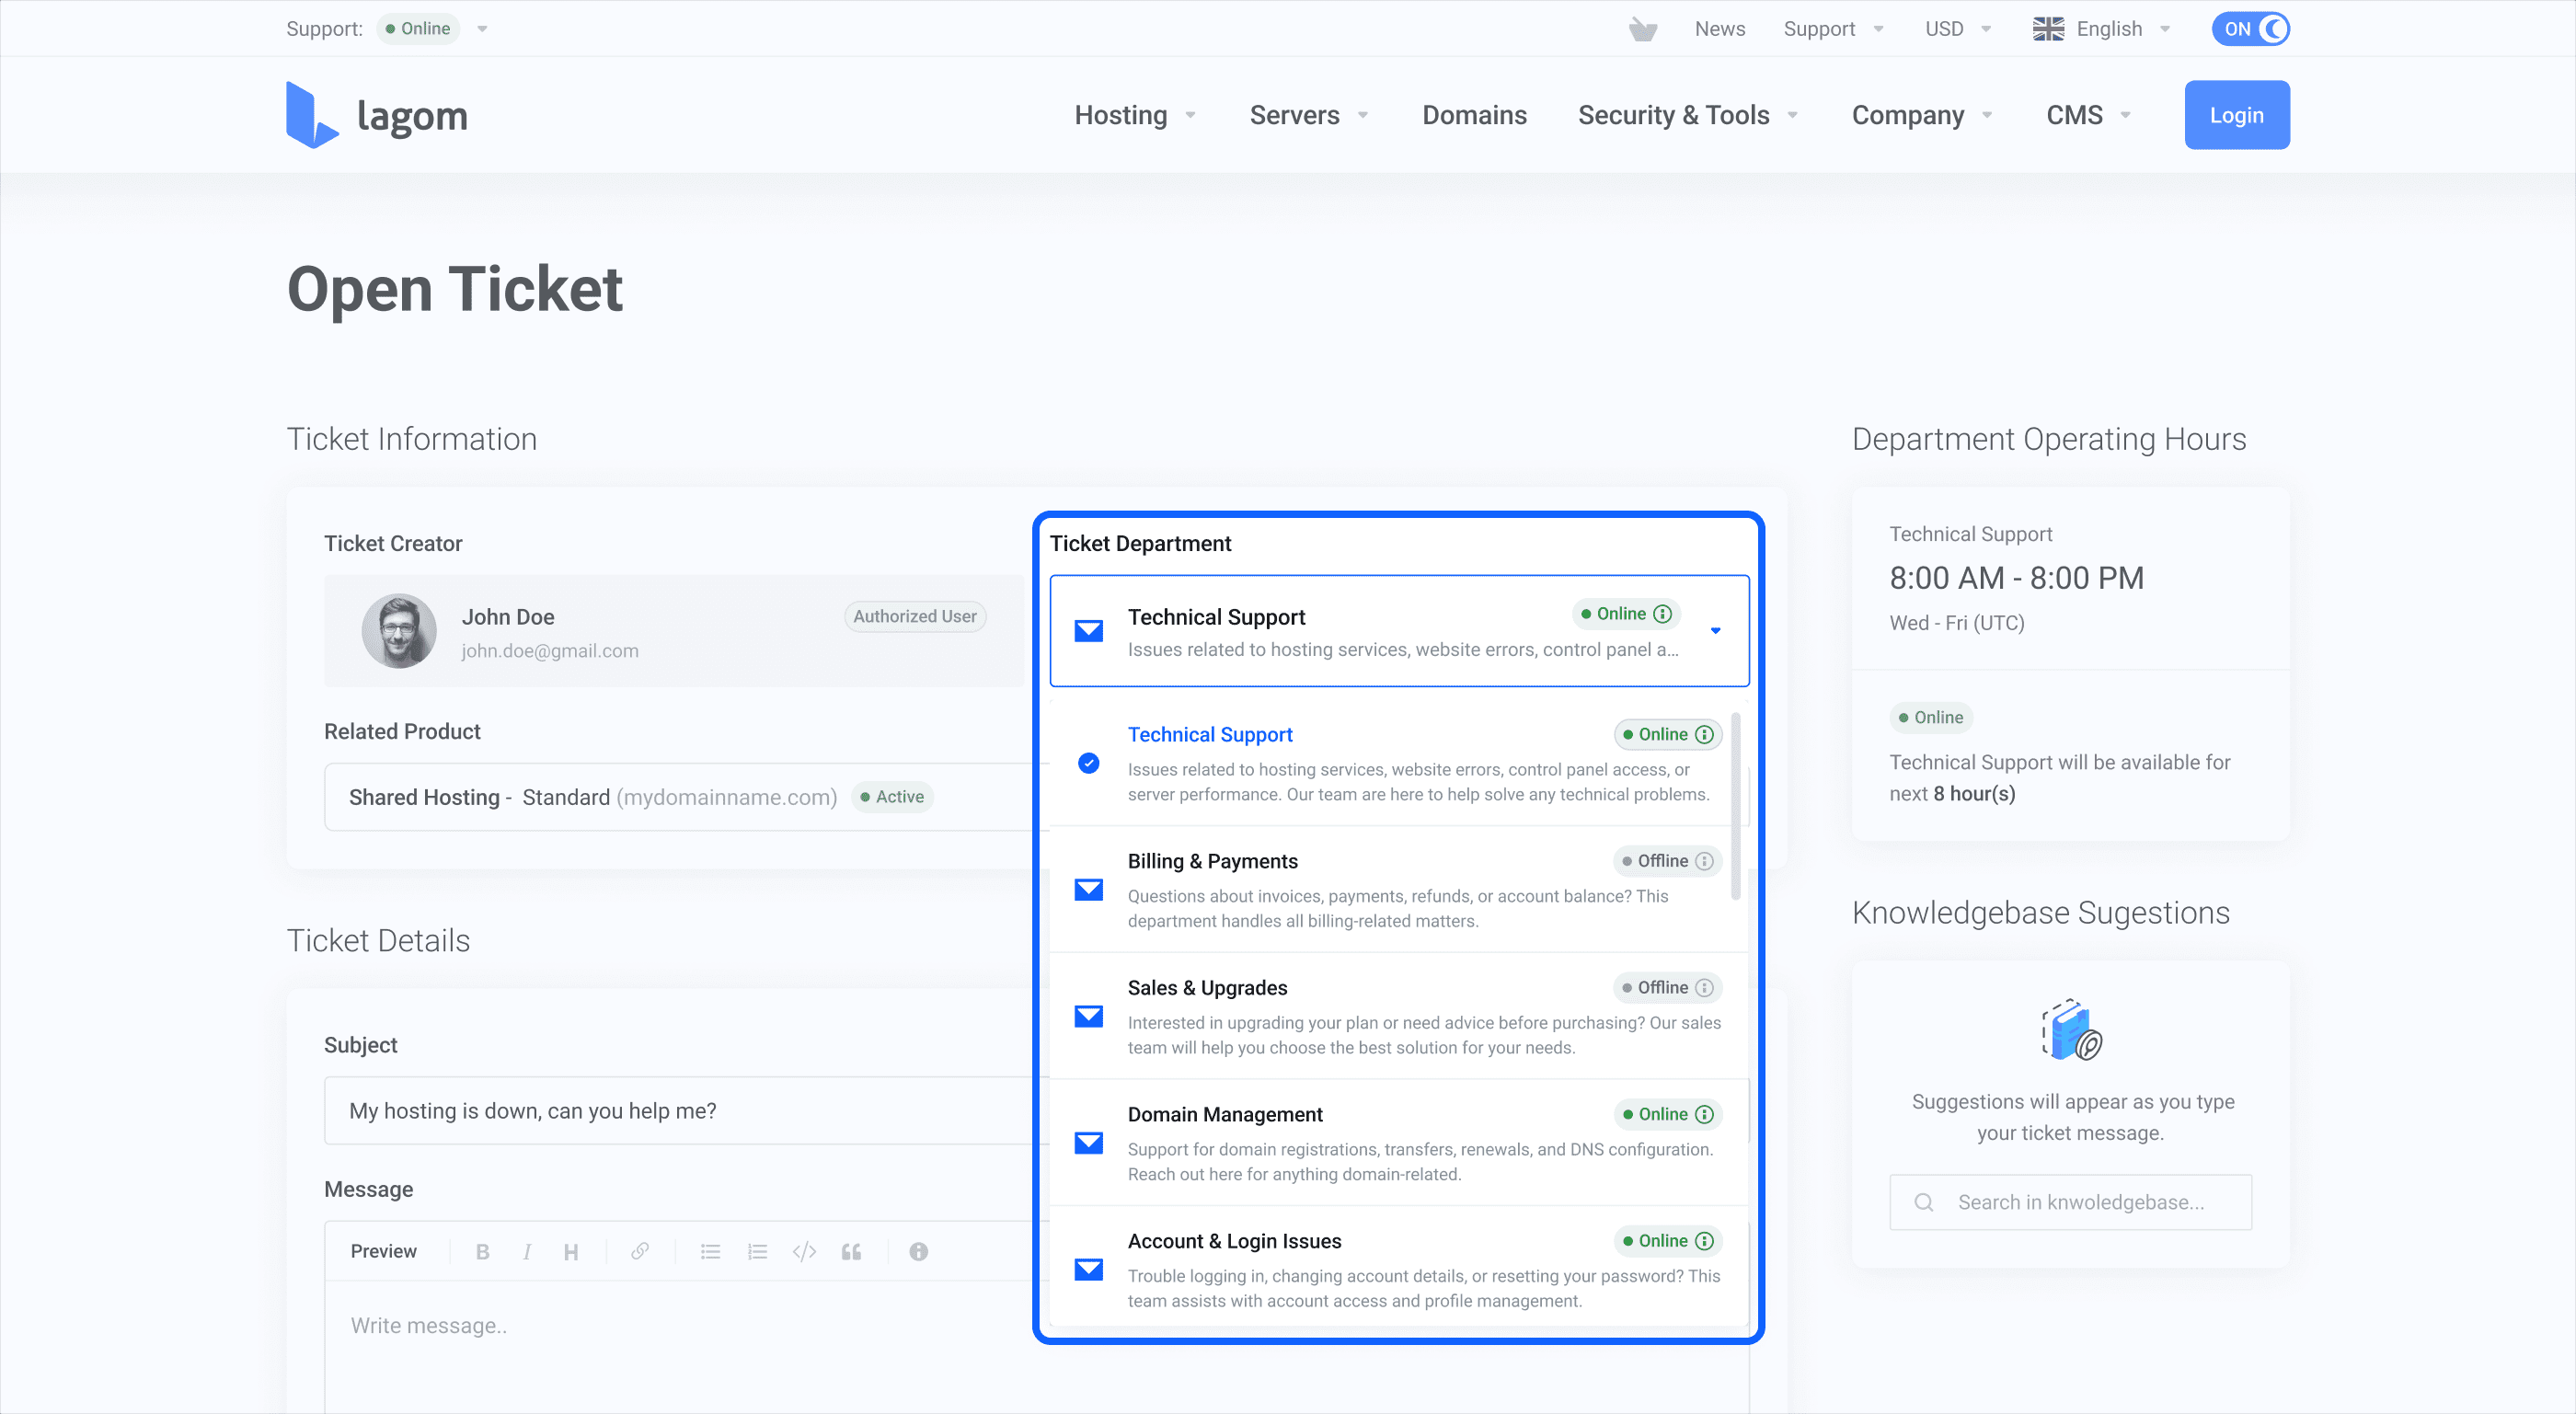 Support: Online
News Support USD English ON
lagom
Hosting Servers Domains Security & Tools Company CMS Login
Open Ticket
Ticket Information
Ticket Creator
John Doe
Authorized User
john.doe@gmail.com
Related Product
Shared Hosting - Standard (mydomainname.com) Active
Ticket Department
Technical Support
Online
Issues related to hosting services, website errors, control panel a...
Technical Support
Online
Issues related to hosting services, website errors, control panel access, or
server performance. Our team are here to help solve any technical problems.
Billing & Payments
Offline
Questions about invoices, payments, refunds, or account balance? This
department handles all billing-related matters.
Sales & Upgrades
Offline
Interested in upgrading your plan or need advice before purchasing? Our sales
team will help you choose the best solution for your needs.
Domain Management
Online
Support for domain registrations, transfers, renewals, and DNS configuration.
Reach out here for anything domain-related.
Account & Login Issues
Online
Trouble logging in, changing account details, or resetting your password? This
team assists with account access and profile management.
Ticket Details
Subject
My hosting is down, can you help me?
Message
Preview B I H
Write message..
Department Operating Hours
Technical Support
8:00 AM - 8:00 PM
Wed - Fri (UTC)
Online
Technical Support will be available for
next 8 hour(s)
Knowledgebase Sugestions
Suggestions will appear as you type
your ticket message.
Search in knwoledgebase...